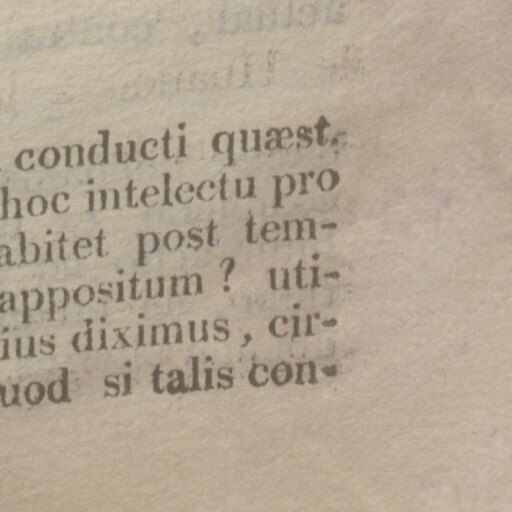 conducti quæst.
hoc intelectu pro
abitet post tem-
appositum ? uti-
ius diximus, cir-
uod si talis con-